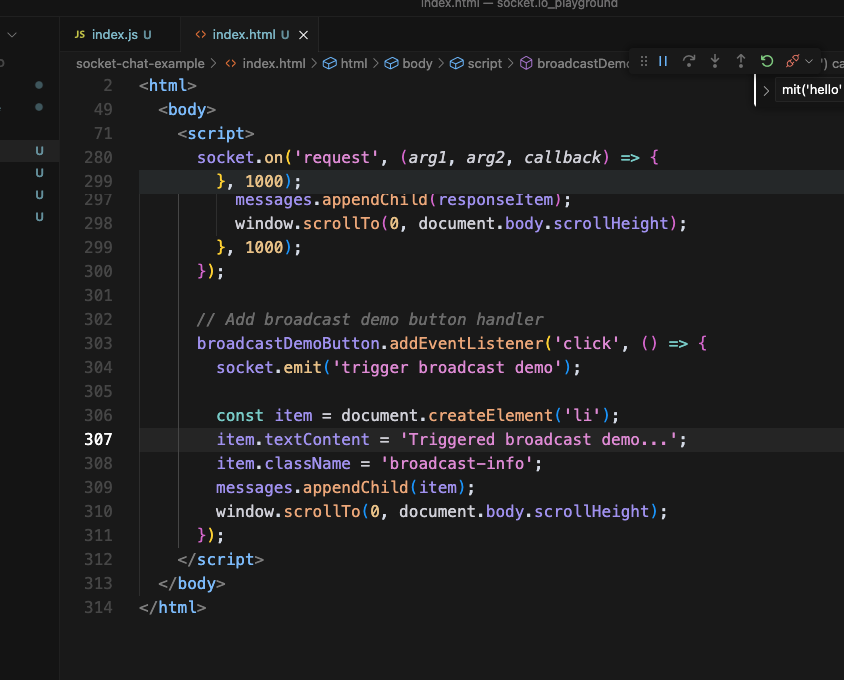 index.html — socket.io_playground
JS index.js U
<> index.html U ×
socket-chat-example > <> index.html > html > body > script > broadcastDemo
') ca
> mit('hello'
U
U
U
U
2 <html>
49 <body>
71 <script>
280 socket.on('request', (arg1, arg2, callback) => {
299 }, 1000);
297 messages.appendChild(responseItem);
298 window.scrollTo(0, document.body.scrollHeight);
299 }, 1000);
300 });
301
302 // Add broadcast demo button handler
303 broadcastDemoButton.addEventListener('click', () => {
304 socket.emit('trigger broadcast demo');
305
306 const item = document.createElement('li');
307 item.textContent = 'Triggered broadcast demo...';
308 item.className = 'broadcast-info';
309 messages.appendChild(item);
310 window.scrollTo(0, document.body.scrollHeight);
311 });
312 </script>
313 </body>
314 </html>